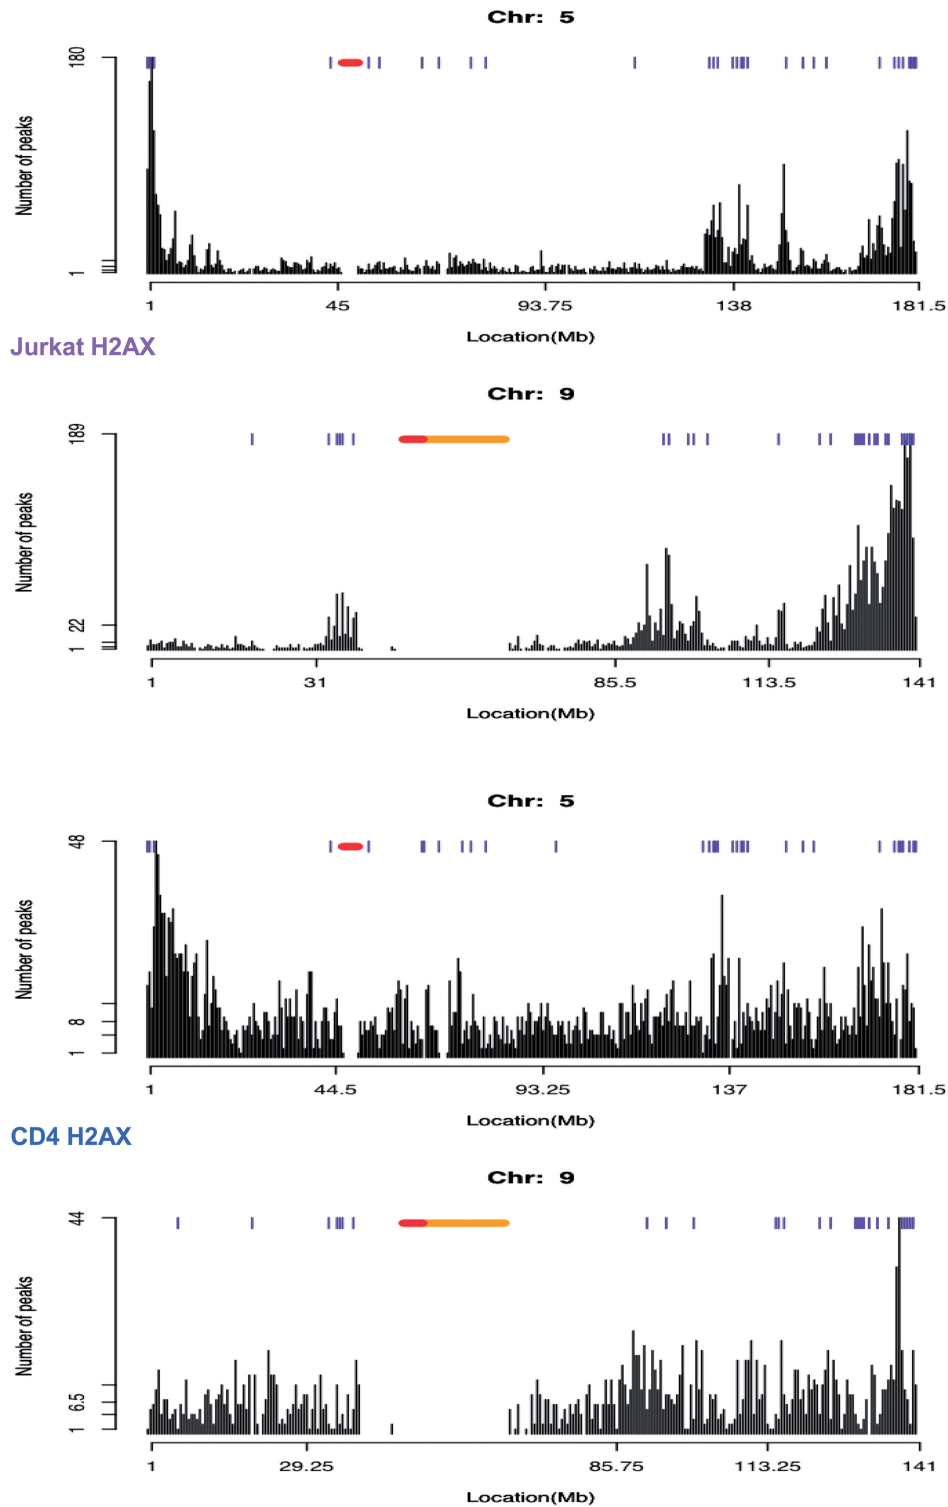 Chr: 5
180
1
Number of peaks
1 45 93.75 138 181.5
Location(Mb)
Jurkat H2AX
Chr: 9
189
22
1
Number of peaks
1 31 85.5 113.5 141
Location(Mb)
Chr: 5
48
8
1
Number of peaks
1 44.5 93.25 137 181.5
Location(Mb)
CD4 H2AX
Chr: 9
44
6.5
1
Number of peaks
1 29.25 85.75 113.25 141
Location(Mb)